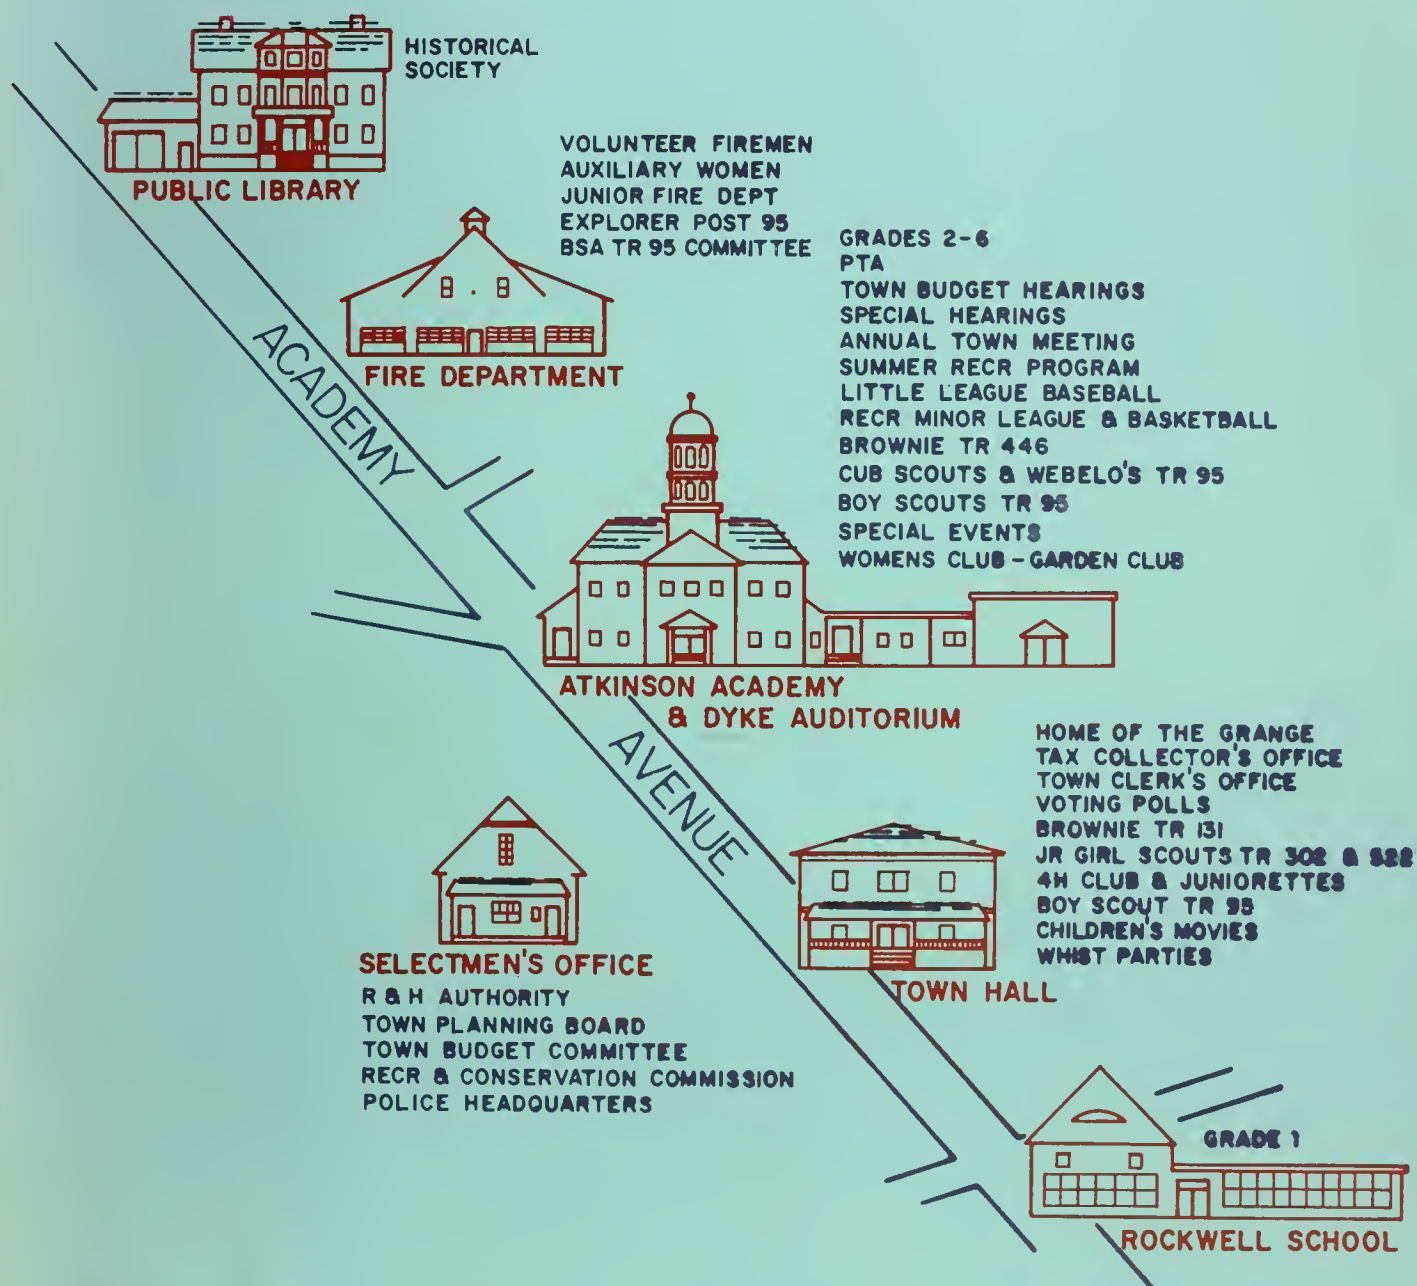 HISTORICAL
SOCIETY
PUBLIC LIBRARY
VOLUNTEER FIREMEN
AUXILIARY WOMEN
JUNIOR FIRE DEPT
EXPLORER POST 95
BSA TR 95 COMMITTEE
FIRE DEPARTMENT
GRADES 2-6
PTA
TOWN BUDGET HEARINGS
SPECIAL HEARINGS
ANNUAL TOWN MEETING
SUMMER RECR PROGRAM
LITTLE LEAGUE BASEBALL
RECR MINOR LEAGUE & BASKETBALL
BROWNIE TR 446
CUB SCOUTS & WEBELO'S TR 95
BOY SCOUTS TR 95
SPECIAL EVENTS
WOMENS CLUB - GARDEN CLUB
ATKINSON ACADEMY
& DYKE AUDITORIUM
ACADEMY
AVENUE
HOME OF THE GRANGE
TAX COLLECTOR'S OFFICE
TOWN CLERK'S OFFICE
VOTING POLLS
BROWNIE TR 131
JR GIRL SCOUTS TR 302 &
4H CLUB & JUNIORETTES
BOY SCOUT TR 95
CHILDREN'S MOVIES
WHIST PARTIES
TOWN HALL
SELECTMEN'S OFFICE
R & H AUTHORITY
TOWN PLANNING BOARD
TOWN BUDGET COMMITTEE
RECR & CONSERVATION COMMISSION
POLICE HEADQUARTERS
GRADE 1
ROCKWELL SCHOOL